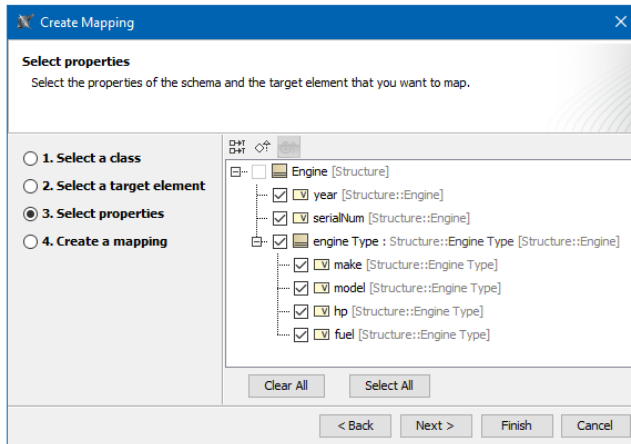 Create Mapping
Select properties
Select the properties of the schema and the target element that you want to map.
1. Select a class
2. Select a target element
3. Select properties
4. Create a mapping
Engine [Structure]
V year [Structure::Engine]
V serialNum [Structure::Engine]
engine Type : Structure::Engine Type [Structure::Engine]
V make [Structure::Engine Type]
V model [Structure::Engine Type]
V hp [Structure::Engine Type]
V fuel [Structure::Engine Type]
Clear All Select All
< Back Next > Finish Cancel